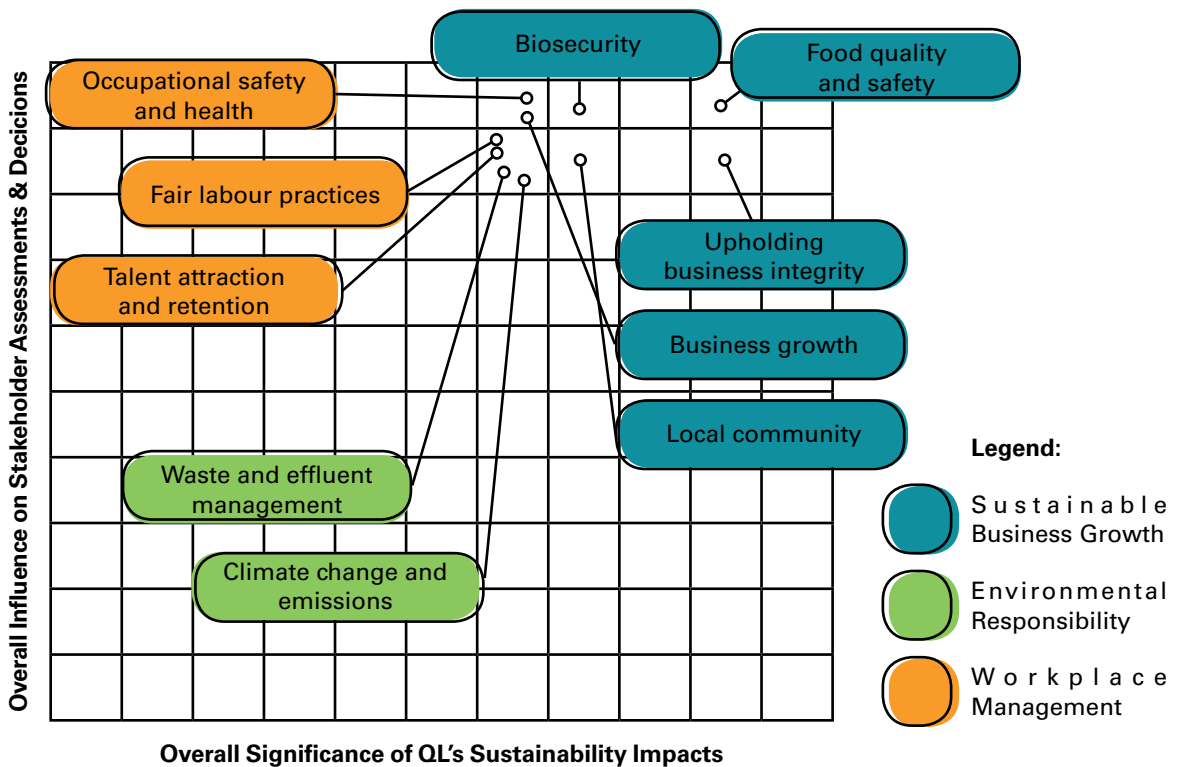 Overall Influence on Stakeholder Assessments & Decicions
Biosecurity
Food quality
and safety
Occupational safety
and health
Fair labour practices
Talent attraction
and retention
Upholding
business integrity
Business growth
Local community
Waste and effluent
management
Climate change and
emissions
Legend:
Sustainable
Business Growth
Environmental
Responsibility
Workplace
Management
Overall Significance of QL's Sustainability Impacts